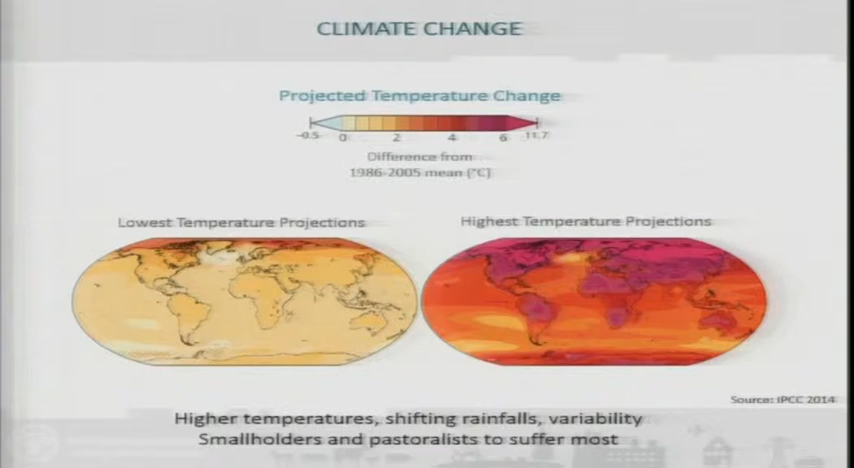 CLIMATE CHANGE
Projected Temperature Change
-0.5 0 2 4 6 11.7
Difference from
1986-2005 mean (°C)
Lowest Temperature Projections
Highest Temperature Projections
Source: IPCC 2014
Higher temperatures, shifting rainfalls, variability
Smallholders and pastoralists to suffer most